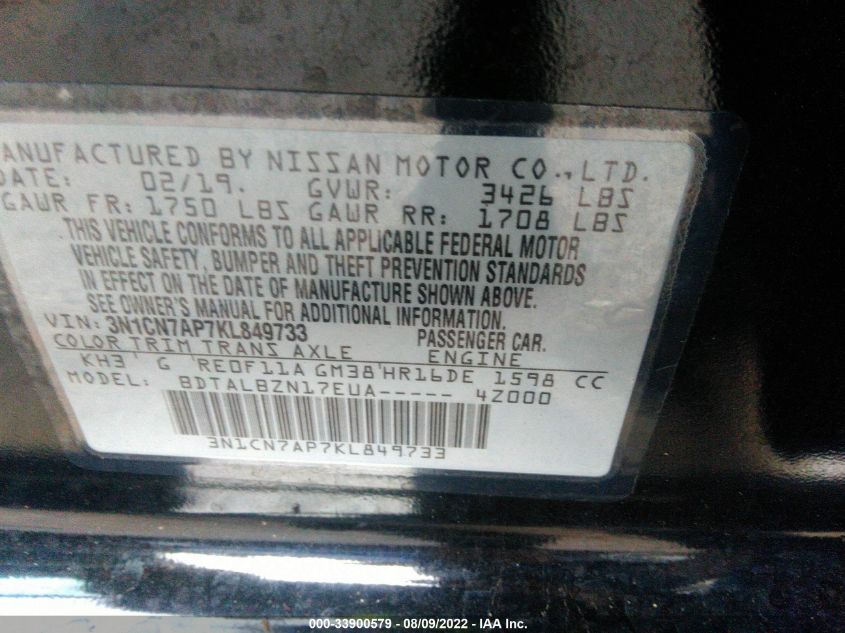 ANUFACTURED BY NISSAN MOTOR CO., LTD.
DATE: 02/19. GVWR: 3426 LBS
GAWR FR: 1750 LBS GAWR RR: 1708 LBS
THIS VEHICLE CONFORMS TO ALL APPLICABLE FEDERAL MOTOR
VEHICLE SAFETY, BUMPER AND THEFT PREVENTION STANDARDS
IN EFFECT ON THE DATE OF MANUFACTURE SHOWN ABOVE.
SEE OWNER'S MANUAL FOR ADDITIONAL INFORMATION.
VIN: 3N1CN7AP7KL849733 PASSENGER CAR.
COLOR TRIM TRANS AXLE ENGINE
KH3' G 'RE0F11A GM38'HR16DE 1598 CC
MODEL: BDTALBZN17EUA----- 4Z000
3N1CN7AP7KL849733
000-33900579 - 08/09/2022 - IAA Inc.